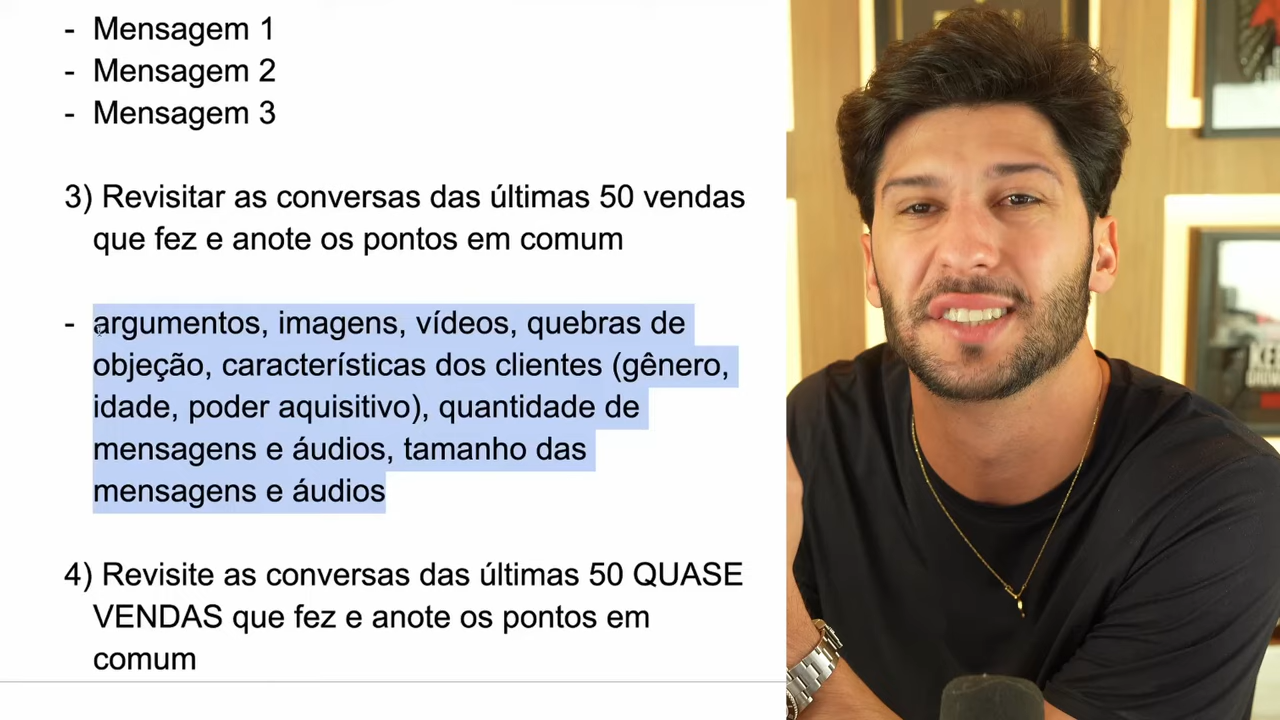 - Mensagem 1
- Mensagem 2
- Mensagem 3
3) Revisitar as conversas das últimas 50 vendas
que fez e anote os pontos em comum
- argumentos, imagens, vídeos, quebras de
objeção, características dos clientes (gênero,
idade, poder aquisitivo), quantidade de
mensagens e áudios, tamanho das
mensagens e áudios
4) Revisite as conversas das últimas 50 QUASE
VENDAS que fez e anote os pontos em
comum